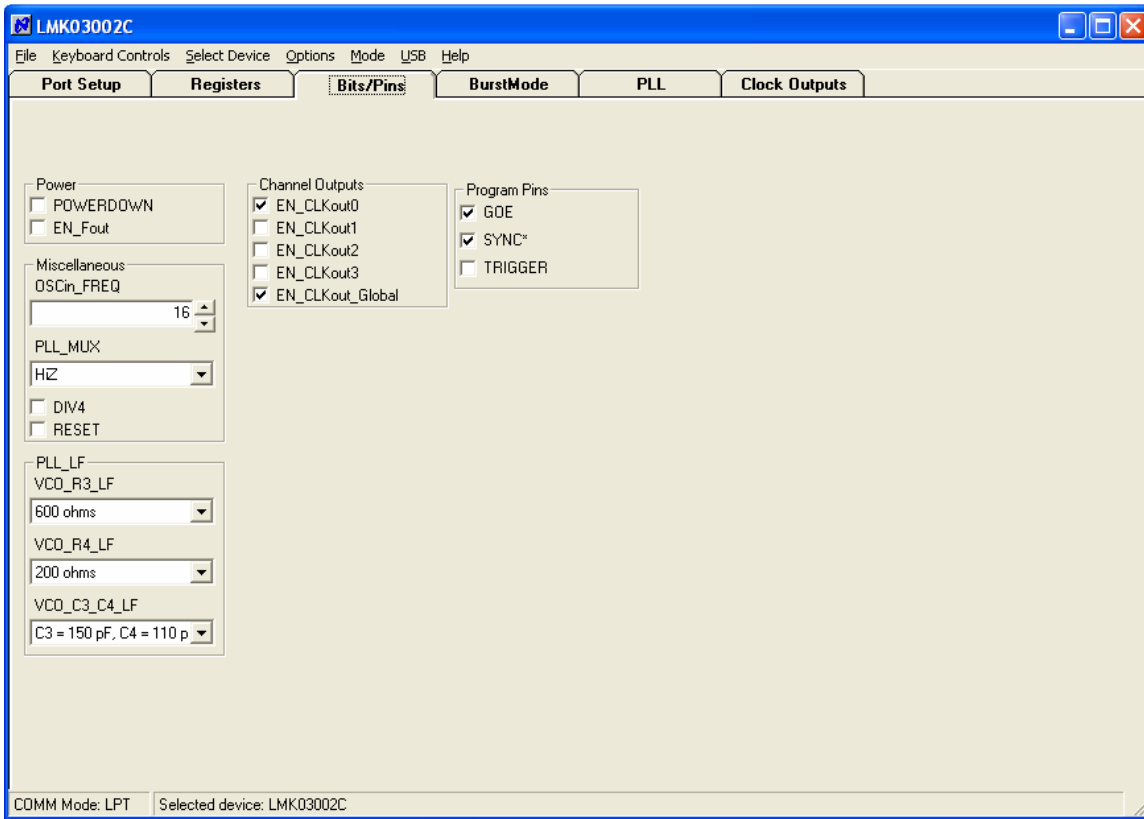 LMK03002C
File Keyboard Controls Select Device Options Mode USB Help
Port Setup Registers Bits/Pins BurstMode PLL Clock Outputs
Power
POWERDOWN
EN_Fout
Miscellaneous
OSCin_FREQ
16
PLL_MUX
HiZ
DIV4
RESET
PLL_LF
VCO_R3_LF
600 ohms
VCO_R4_LF
200 ohms
VCO_C3_C4_LF
C3 = 150 pF, C4 = 110 p
Channel Outputs
EN_CLKout0
EN_CLKout1
EN_CLKout2
EN_CLKout3
EN_CLKout_Global
Program Pins
GOE
SYNC*
TRIGGER
COMM Mode: LPT Selected device: LMK03002C